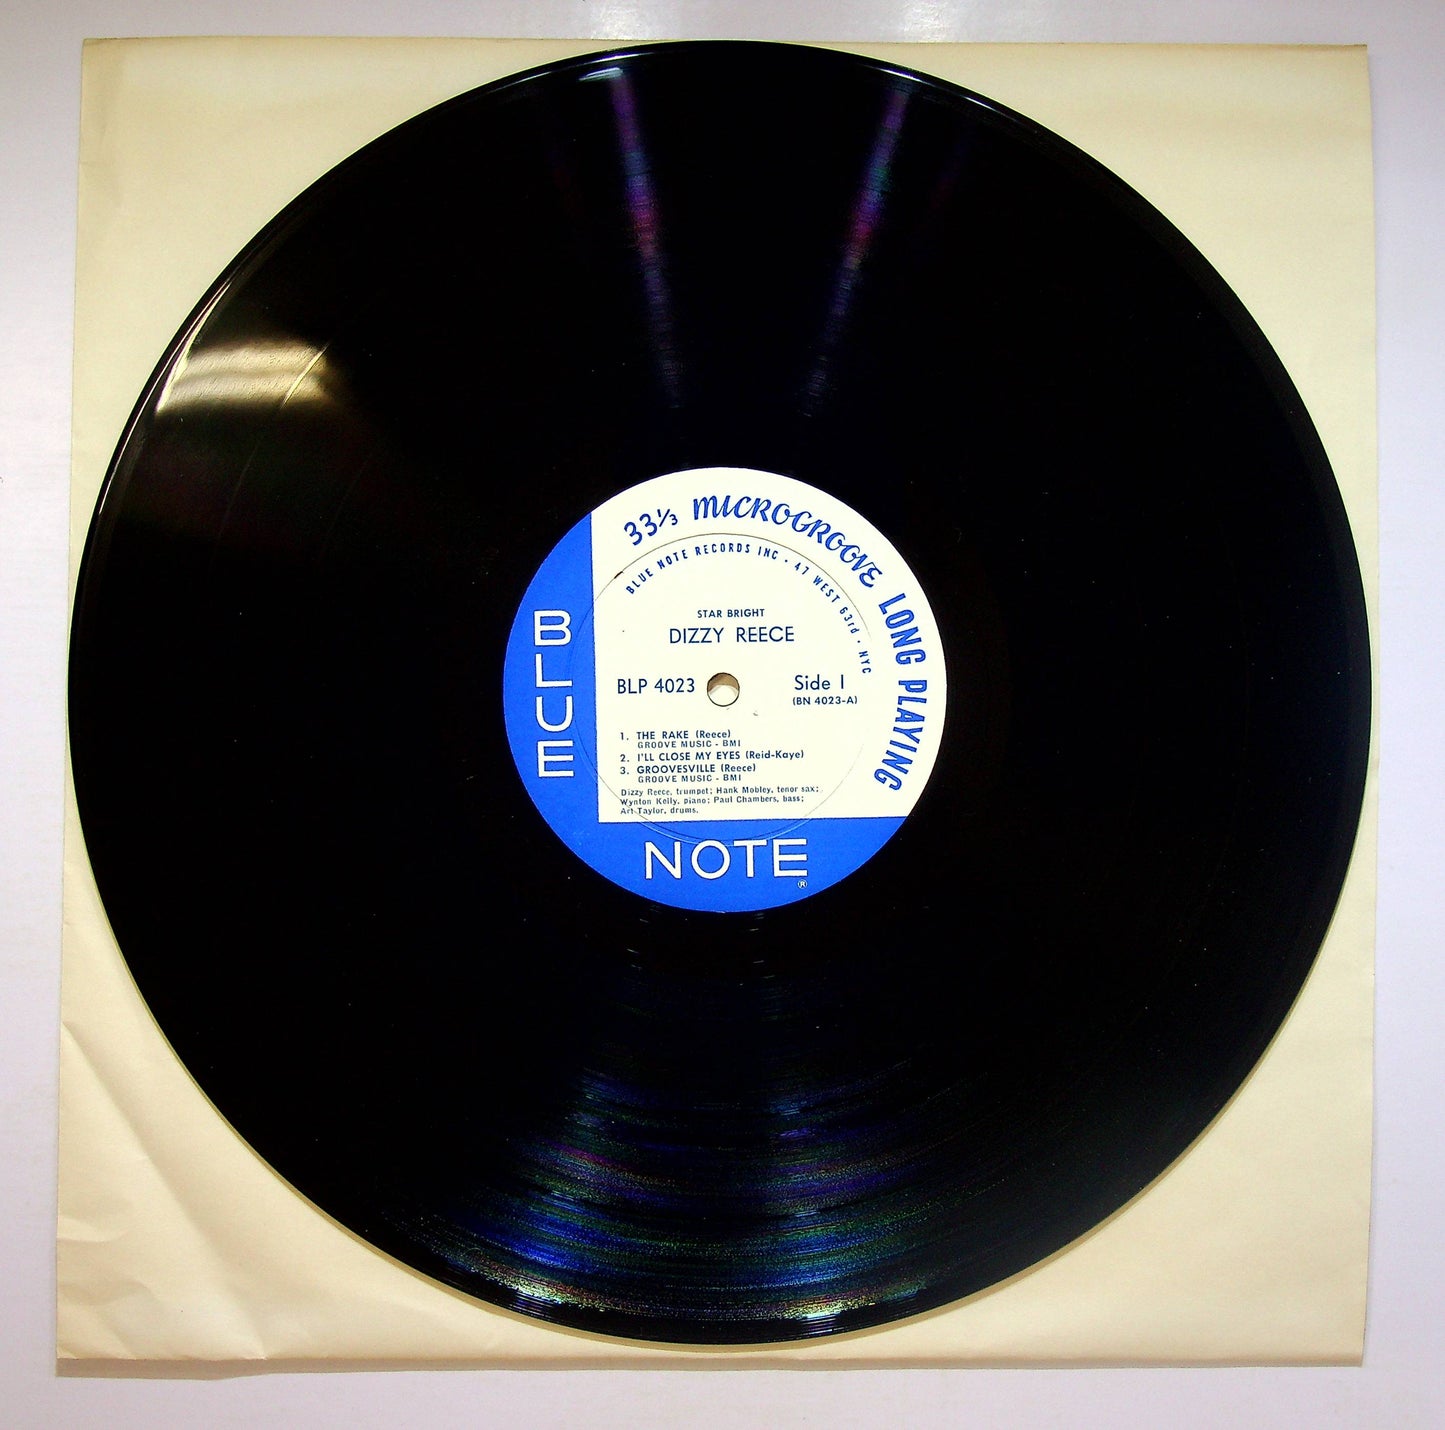 33⅓ MICROGROOVE LONG PLAYING
BLUE NOTE RECORDS INC · 47 WEST 63rd · NYC
STAR BRIGHT
DIZZY REECE
BLP 4023
Side 1
(BN 4023-A)
1. THE RAKE (Reece)
GROOVE MUSIC - BMI
2. I'LL CLOSE MY EYES (Reid-Kaye)
3. GROOVESVILLE (Reece)
GROOVE MUSIC - BMI
Dizzy Reece, trumpet; Hank Mobley, tenor sax;
Wynton Kelly, piano; Paul Chambers, bass;
Art Taylor, drums.
BLUE
NOTE
®